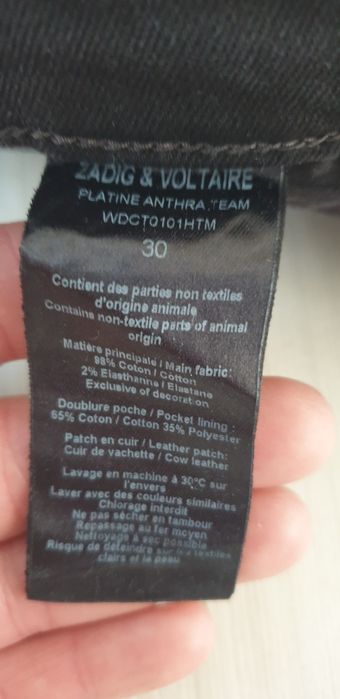 ZADIG & VOLTAIRE
PLATINE ANTHRA.TEAM
WDCT0101HTM
30
Contient des parties non textiles
d'origine animale
Contains non-textile parts of animal
origin
Matière principale / Main fabric:
98% Coton / Cotton
2% Elasthanne / Elastane
Exclusive of decoration
Doublure poche / Pocket lining :
65% Coton / Cotton 35% Polyester
Patch en cuir / Leather patch:
Cuir de vachette / Cow leather
Lavage en machine à 30°C sur
l'envers
Laver avec des couleurs similaires
Chlorage interdit
Ne pas sécher en tambour
Repassage au fer moyen
Nettoyage à sec possible
Risque de déteindre sur les textiles
clairs et la peau